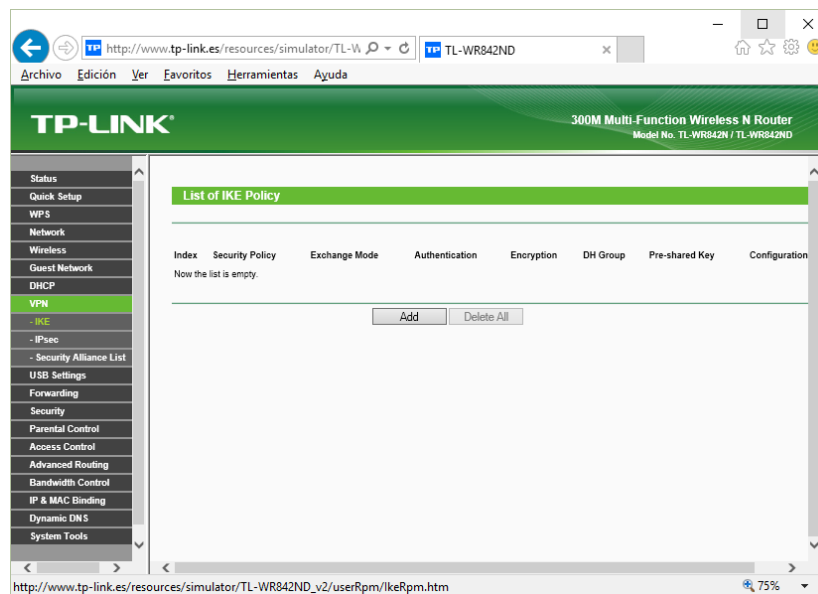 http://www.tp-link.es/resources/simulator/TL-W
TP TL-WR842ND
Archivo Edición Ver Favoritos Herramientas Ayuda
TP-LINK®
300M Multi-Function Wireless N Router
Model No. TL-WR842N / TL-WR842ND
Status
Quick Setup
WPS
Network
Wireless
Guest Network
DHCP
VPN
- IKE
- IPsec
- Security Alliance List
USB Settings
Forwarding
Security
Parental Control
Access Control
Advanced Routing
Bandwidth Control
IP & MAC Binding
Dynamic DNS
System Tools
List of IKE Policy
Index Security Policy Exchange Mode Authentication Encryption DH Group Pre-shared Key Configuration
Now the list is empty.
Add Delete All
http://www.tp-link.es/resources/simulator/TL-WR842ND_v2/userRpm/IkeRpm.htm
75%